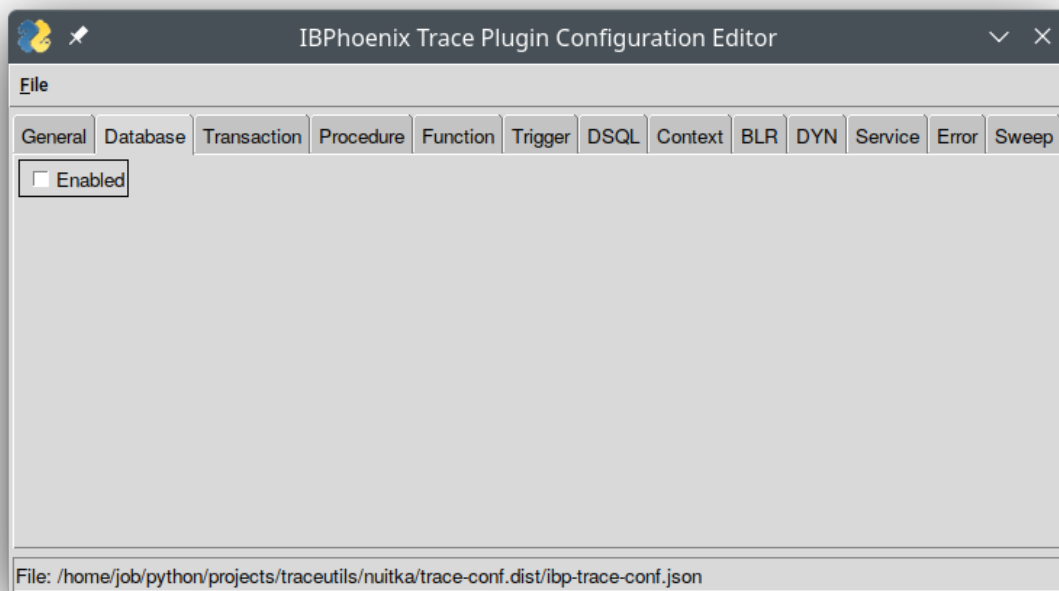 IBPhoenix Trace Plugin Configuration Editor
File
General Database Transaction Procedure Function Trigger DSQL Context BLR DYN Service Error Sweep
Enabled
File: /home/job/python/projects/traceutils/nuitka/trace-conf.dist/ibp-trace-conf.json